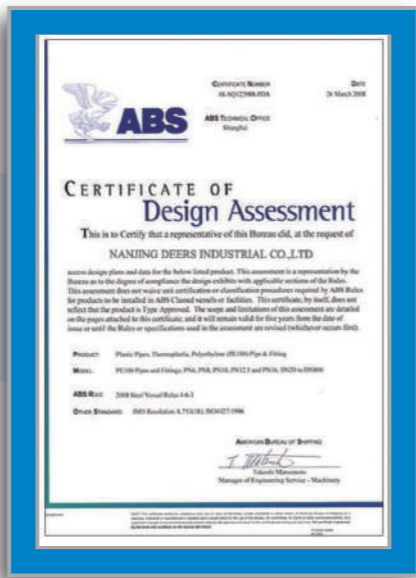 CERTIFICATE NUMBER
DATE
26 March 2008
ABS
ABS TECHNICAL OFFICE
Shanghai
CERTIFICATE OF
Design Assessment
This is to Certify that a representative of this Bureau did, at the request of
NANJING DEERS INDUSTRIAL CO.,LTD
assess design plans and data for the below listed product. This assessment is a representation by the
Bureau as to the degree of compliance the design exhibits with applicable sections of the Rules.
This assessment does not waive unit certification or classification procedures required by ABS Rules
for products to be installed in ABS Classed vessels or facilities. This certificate, by itself, does not
reflect that the product is Type Approved. The scope and limitations of this assessment are detailed
on the pages attached to this certificate; and it will remain valid for five years from the date of
issue or until the Rules or specifications used in the assessment are revised (whichever occurs first).
PRODUCT: Plastic Pipes, Thermoplastic, Polyethylene (PE100) Pipe & Fitting
MODEL: PE100 Pipes and Fittings, PN6, PN8, PN10, PN12.5 and PN16, DN20 to DN800
ABS RULE: 2008 Steel Vessel Rules 4-6-3
OTHER STANDARD: IMO Resolution A.753(18); ISO4427:1996
AMERICAN BUREAU OF SHIPPING
Takeshi Matsumoto
Manager of Engineering Service - Machinery